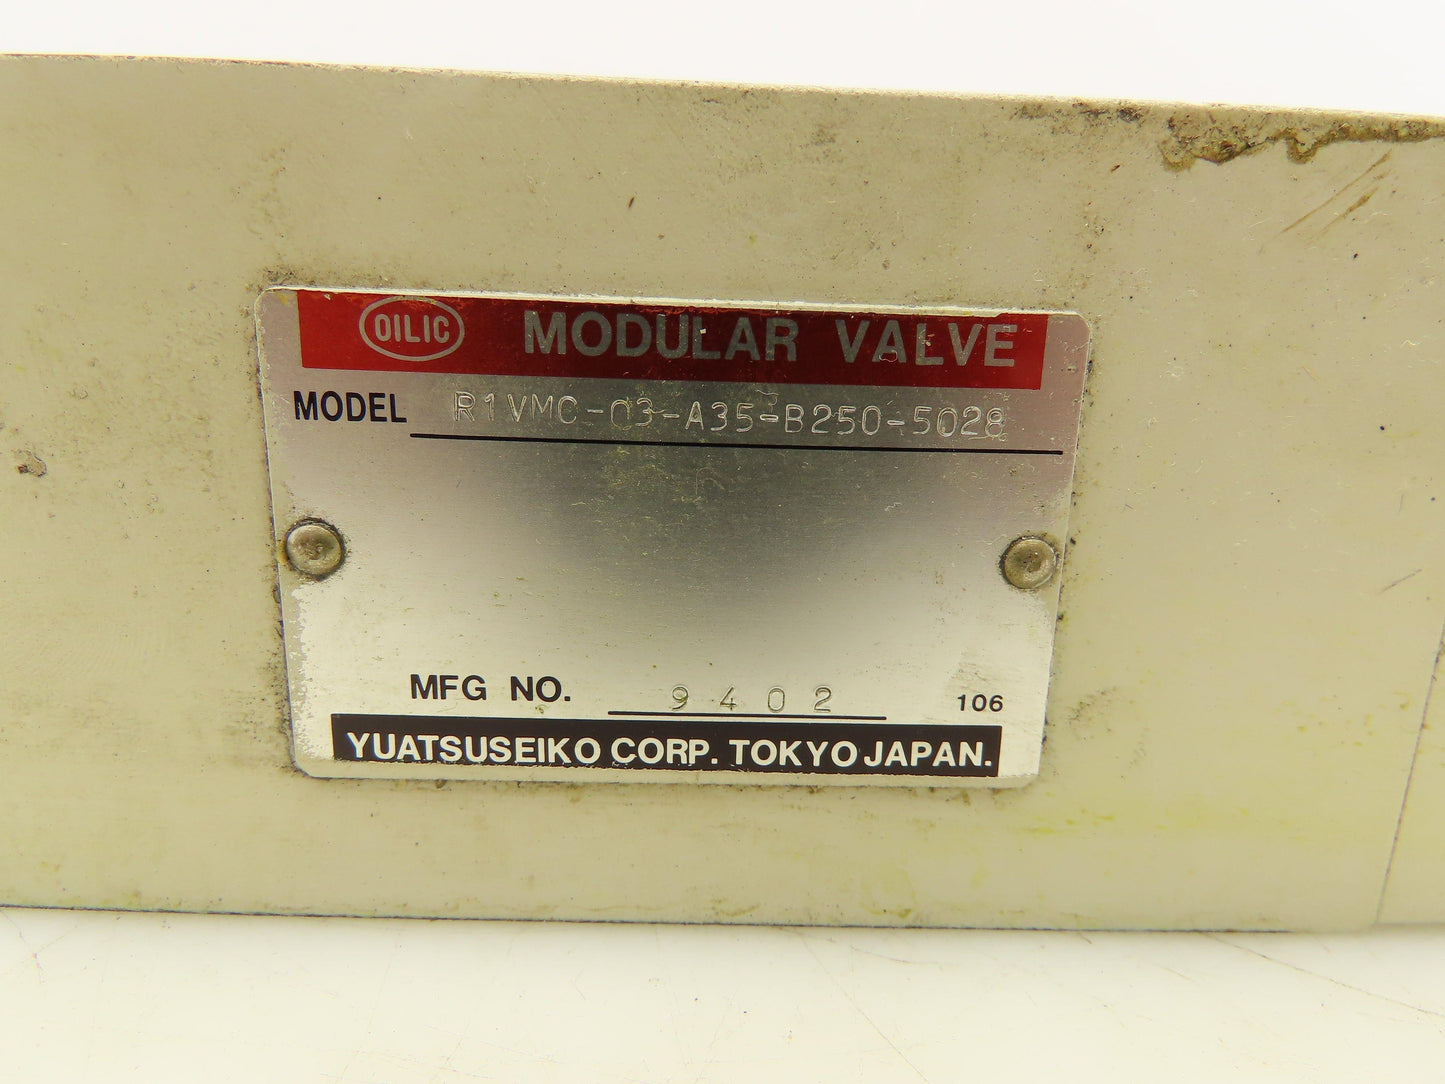 OILIC MODULAR VALVE
MODEL R1VMC-03-A35-B250-5028
MFG NO. 9402 106
YUATSUSEIKO CORP. TOKYO JAPAN.